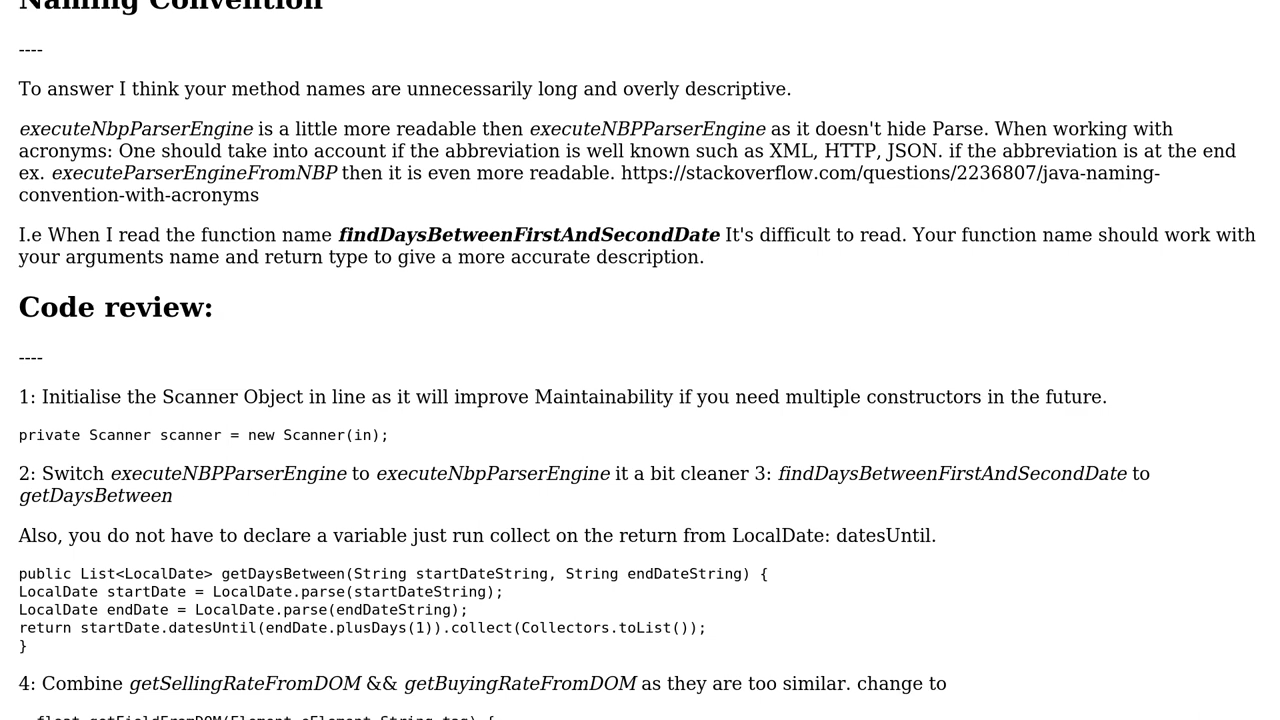 Naming Convention
----
To answer I think your method names are unnecessarily long and overly descriptive.
executeNbpParserEngine is a little more readable then executeNBPParserEngine as it doesn't hide Parse. When working with
acronyms: One should take into account if the abbreviation is well known such as XML, HTTP, JSON. if the abbreviation is at the end
ex. executeParserEngineFromNBP then it is even more readable. https://stackoverflow.com/questions/2236807/java-naming-
convention-with-acronyms
I.e When I read the function name findDaysBetweenFirstAndSecondDate It's difficult to read. Your function name should work with
your arguments name and return type to give a more accurate description.
Code review:
----
1: Initialise the Scanner Object in line as it will improve Maintainability if you need multiple constructors in the future.
private Scanner scanner = new Scanner(in);
2: Switch executeNBPParserEngine to executeNbpParserEngine it a bit cleaner 3: findDaysBetweenFirstAndSecondDate to
getDaysBetween
Also, you do not have to declare a variable just run collect on the return from LocalDate: datesUntil.
public List<LocalDate> getDaysBetween(String startDateString, String endDateString) {
LocalDate startDate = LocalDate.parse(startDateString);
LocalDate endDate = LocalDate.parse(endDateString);
return startDate.datesUntil(endDate.plusDays(1)).collect(Collectors.toList());
}
4: Combine getSellingRateFromDOM && getBuyingRateFromDOM as they are too similar. change to
float getFieldFromDOM(Element eElement,String tag) {